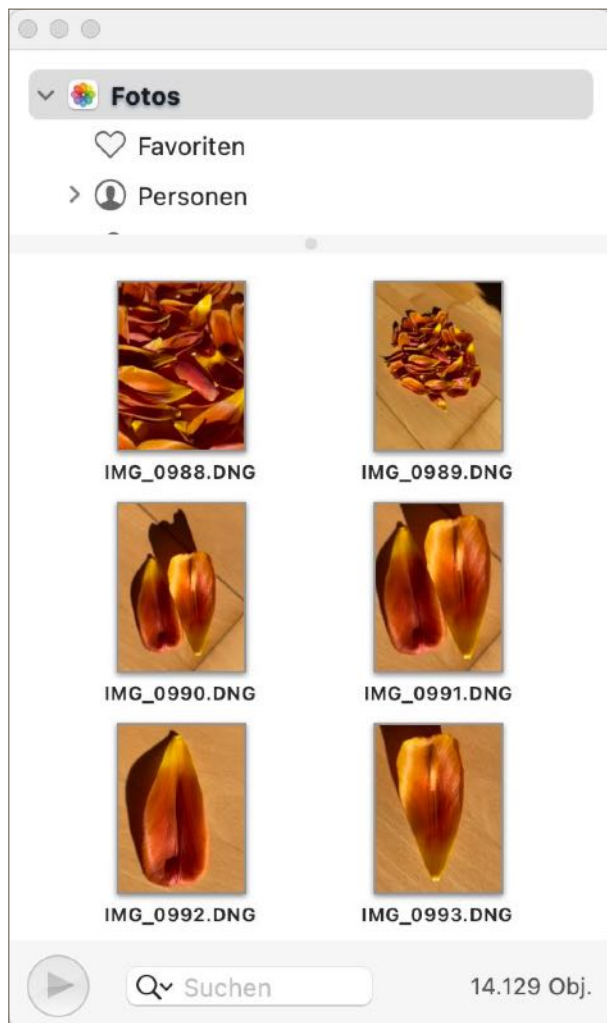 Fotos
Favoriten
Personen
IMG_0988.DNG
IMG_0989.DNG
IMG_0990.DNG
IMG_0991.DNG
IMG_0992.DNG
IMG_0993.DNG
Suchen
14.129 Obj.